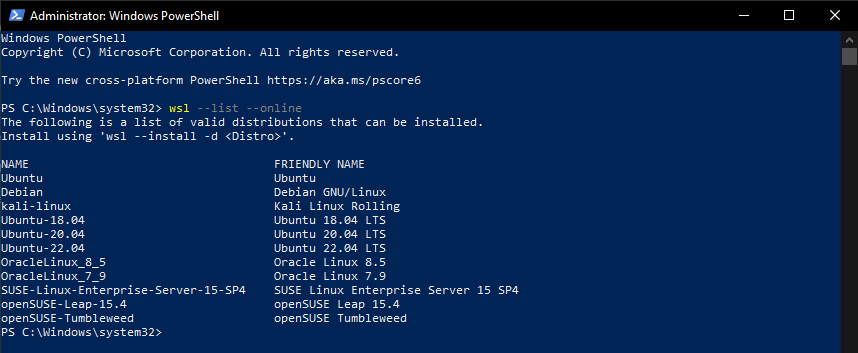 Administrator: Windows PowerShell
Windows PowerShell
Copyright (C) Microsoft Corporation. All rights reserved.
Try the new cross-platform PowerShell https://aka.ms/pscore6
PS C:\Windows\system32> wsl --list --online
The following is a list of valid distributions that can be installed.
Install using 'wsl --install -d <Distro>'.
NAME                                   FRIENDLY NAME
Ubuntu                                 Ubuntu
Debian                                 Debian GNU/Linux
kali-linux                             Kali Linux Rolling
Ubuntu-18.04                           Ubuntu 18.04 LTS
Ubuntu-20.04                           Ubuntu 20.04 LTS
Ubuntu-22.04                           Ubuntu 22.04 LTS
OracleLinux_8_5                        Oracle Linux 8.5
OracleLinux_7_9                        Oracle Linux 7.9
SUSE-Linux-Enterprise-Server-15-SP4    SUSE Linux Enterprise Server 15 SP4
openSUSE-Leap-15.4                     openSUSE Leap 15.4
openSUSE-Tumbleweed                    openSUSE Tumbleweed
PS C:\Windows\system32>